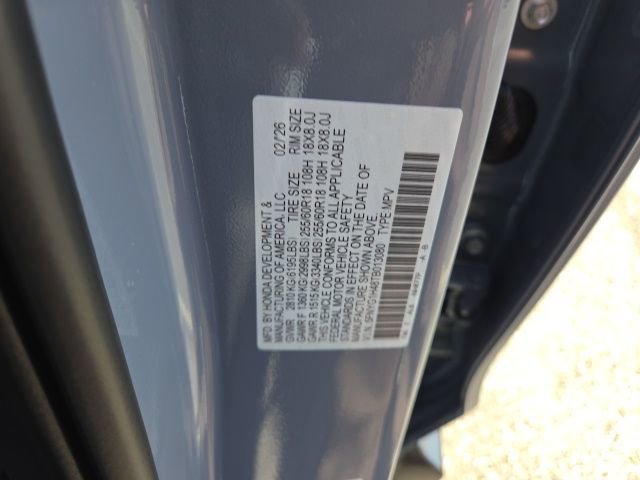 MFD. BY HONDA DEVELOPMENT & 02/'26
MANUFACTURING OF AMERICA, LLC
GVWR. 2810 KG(6195LBS) TIRE SIZE RIM SIZE
GAWR. F 1360 KG(2998LBS) 255/60R18 108H 18X8.0J
GAWR. R 1515 KG(3340LBS) 255/60R18 108H 18X8.0J
THIS VEHICLE CONFORMS TO ALL APPLICABLE
FEDERAL MOTOR VEHICLE SAFETY
STANDARDS IN EFFECT ON THE DATE OF
MANUFACTURE SHOWN ABOVE.
V.I.N. TYPE:MPV